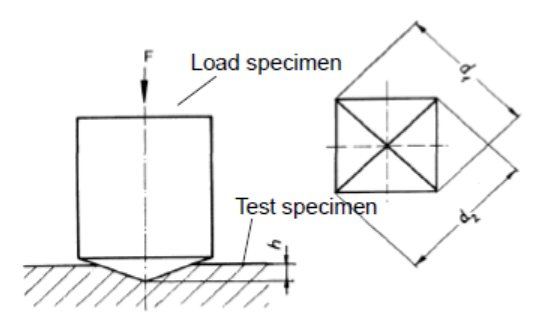 F
Load specimen
d1
Test specimen
h
d2